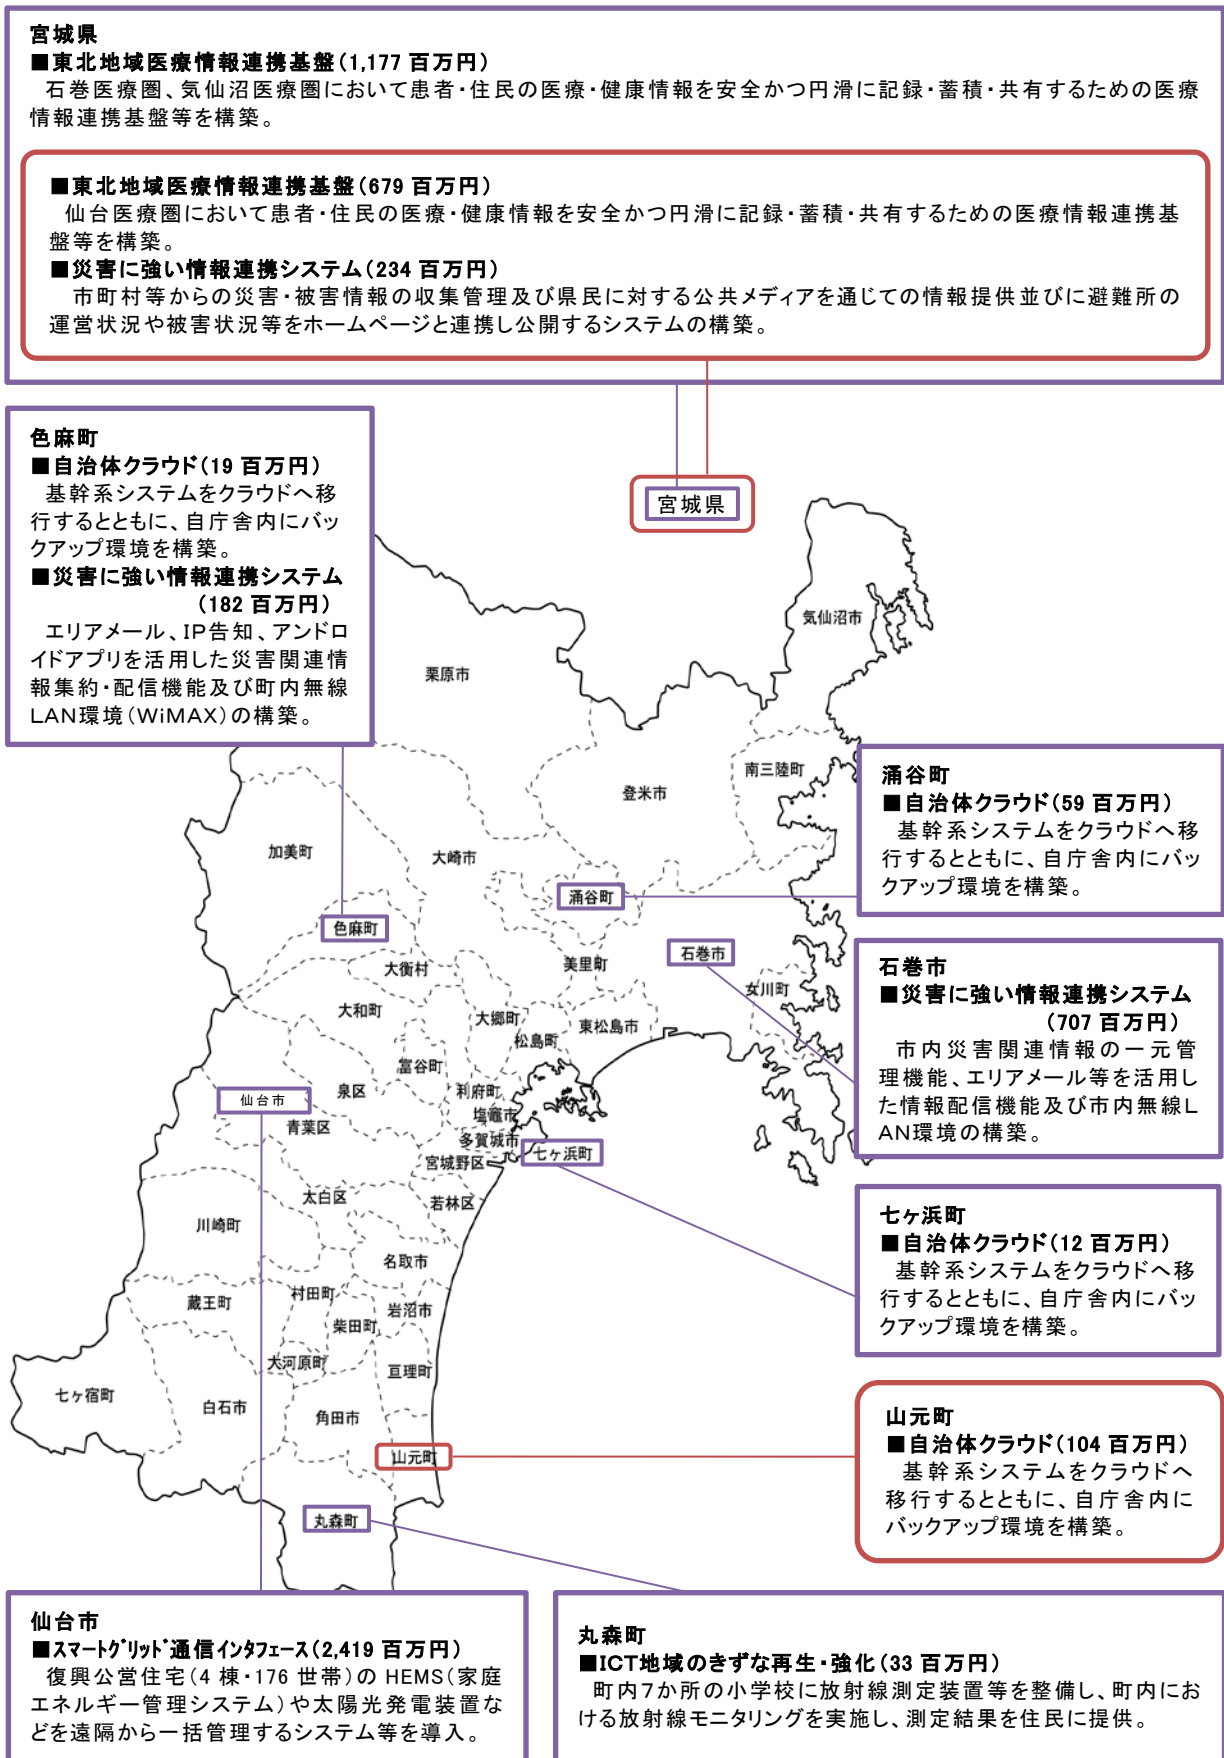 宮城県
■東北地域医療情報連携基盤(1,177 百万円)
石巻医療圏、気仙沼医療圏において患者・住民の医療・健康情報を安全かつ円滑に記録・蓄積・共有するための医療
情報連携基盤等を構築。
■東北地域医療情報連携基盤(679 百万円)
仙台医療圏において患者・住民の医療・健康情報を安全かつ円滑に記録・蓄積・共有するための医療情報連携基
盤等を構築。
■災害に強い情報連携システム(234 百万円)
市町村等からの災害・被害情報の収集管理及び県民に対する公共メディアを通じての情報提供並びに避難所の
運営状況や被害状況等をホームページと連携し公開するシステムの構築。
色麻町
■自治体クラウド(19 百万円)
基幹系システムをクラウドへ移
行するとともに、自庁舎内にバッ
クアップ環境を構築。
■災害に強い情報連携システム
(182 百万円)
エリアメール、IP告知、アンドロ
イドアプリを活用した災害関連情
報集約・配信機能及び町内無線
LAN環境(WiMAX)の構築。
宮城県
気仙沼市
栗原市
南三陸町
登米市
加美町
大崎市
涌谷町
色麻町
石巻市
大衡村
美里町
女川町
大和町
大郷町
東松島市
松島町
富谷町
利府町
泉区
仙台市
塩竈市
青葉区
多賀城市
七ヶ浜町
宮城野区
太白区
若林区
川崎町
名取市
村田町
蔵王町
岩沼市
柴田町
大河原町
亘理町
七ヶ宿町
白石市
角田市
山元町
丸森町
涌谷町
■自治体クラウド(59 百万円)
基幹系システムをクラウドへ移
行するとともに、自庁舎内にバッ
クアップ環境を構築。
石巻市
■災害に強い情報連携システム
(707 百万円)
市内災害関連情報の一元管
理機能、エリアメール等を活用し
た情報配信機能及び市内無線L
AN環境の構築。
七ヶ浜町
■自治体クラウド(12 百万円)
基幹系システムをクラウドへ移
行するとともに、自庁舎内にバッ
クアップ環境を構築。
山元町
■自治体クラウド(104 百万円)
基幹系システムをクラウドへ
移行するとともに、自庁舎内に
バックアップ環境を構築。
仙台市
■スマートグリッド通信インタフェース(2,419 百万円)
復興公営住宅(4 棟・176 世帯)の HEMS(家庭
エネルギー管理システム)や太陽光発電装置な
どを遠隔から一括管理するシステム等を導入。
丸森町
■ICT地域のきずな再生・強化(33 百万円)
町内7か所の小学校に放射線測定装置等を整備し、町内にお
ける放射線モニタリングを実施し、測定結果を住民に提供。